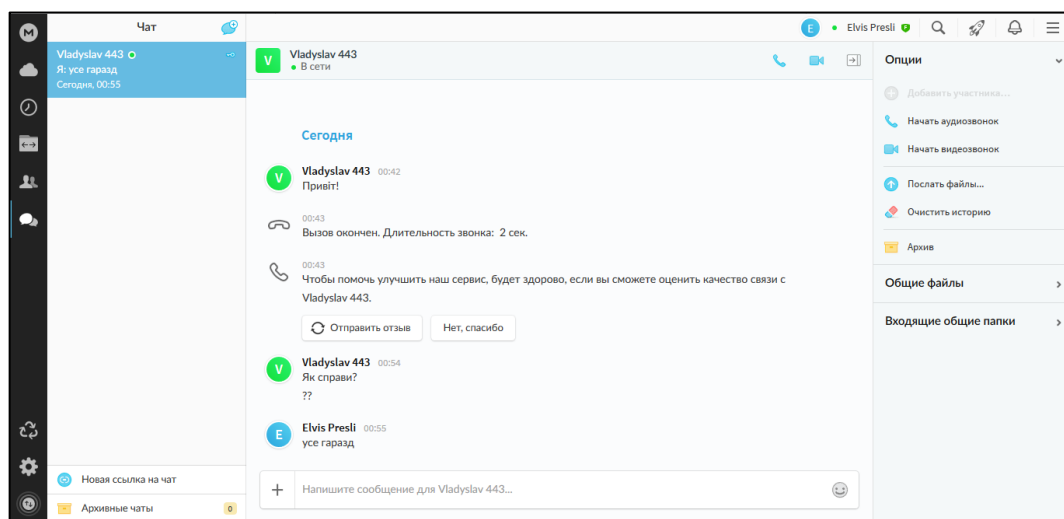 M
Чат
Vladyslav 443
Я: усе гаразд
Сегодня, 00:55
Новая ссылка на чат
Архивные чаты 0
E Elvis Presli
V Vladyslav 443
В сети
Сегодня
V Vladyslav 443 00:42
Привіт!
00:43
Вызов окончен. Длительность звонка: 2 сек.
00:43
Чтобы помочь улучшить наш сервис, будет здорово, если вы сможете оценить качество связи с
Vladyslav 443.
Отправить отзыв Нет, спасибо
V Vladyslav 443 00:54
Як справи?
??
E Elvis Presli 00:55
усе гаразд
+ Напишите сообщение для Vladyslav 443...
Опции
Добавить участника...
Начать аудиозвонок
Начать видеозвонок
Послать файлы...
Очистить историю
Архив
Общие файлы
Входящие общие папки